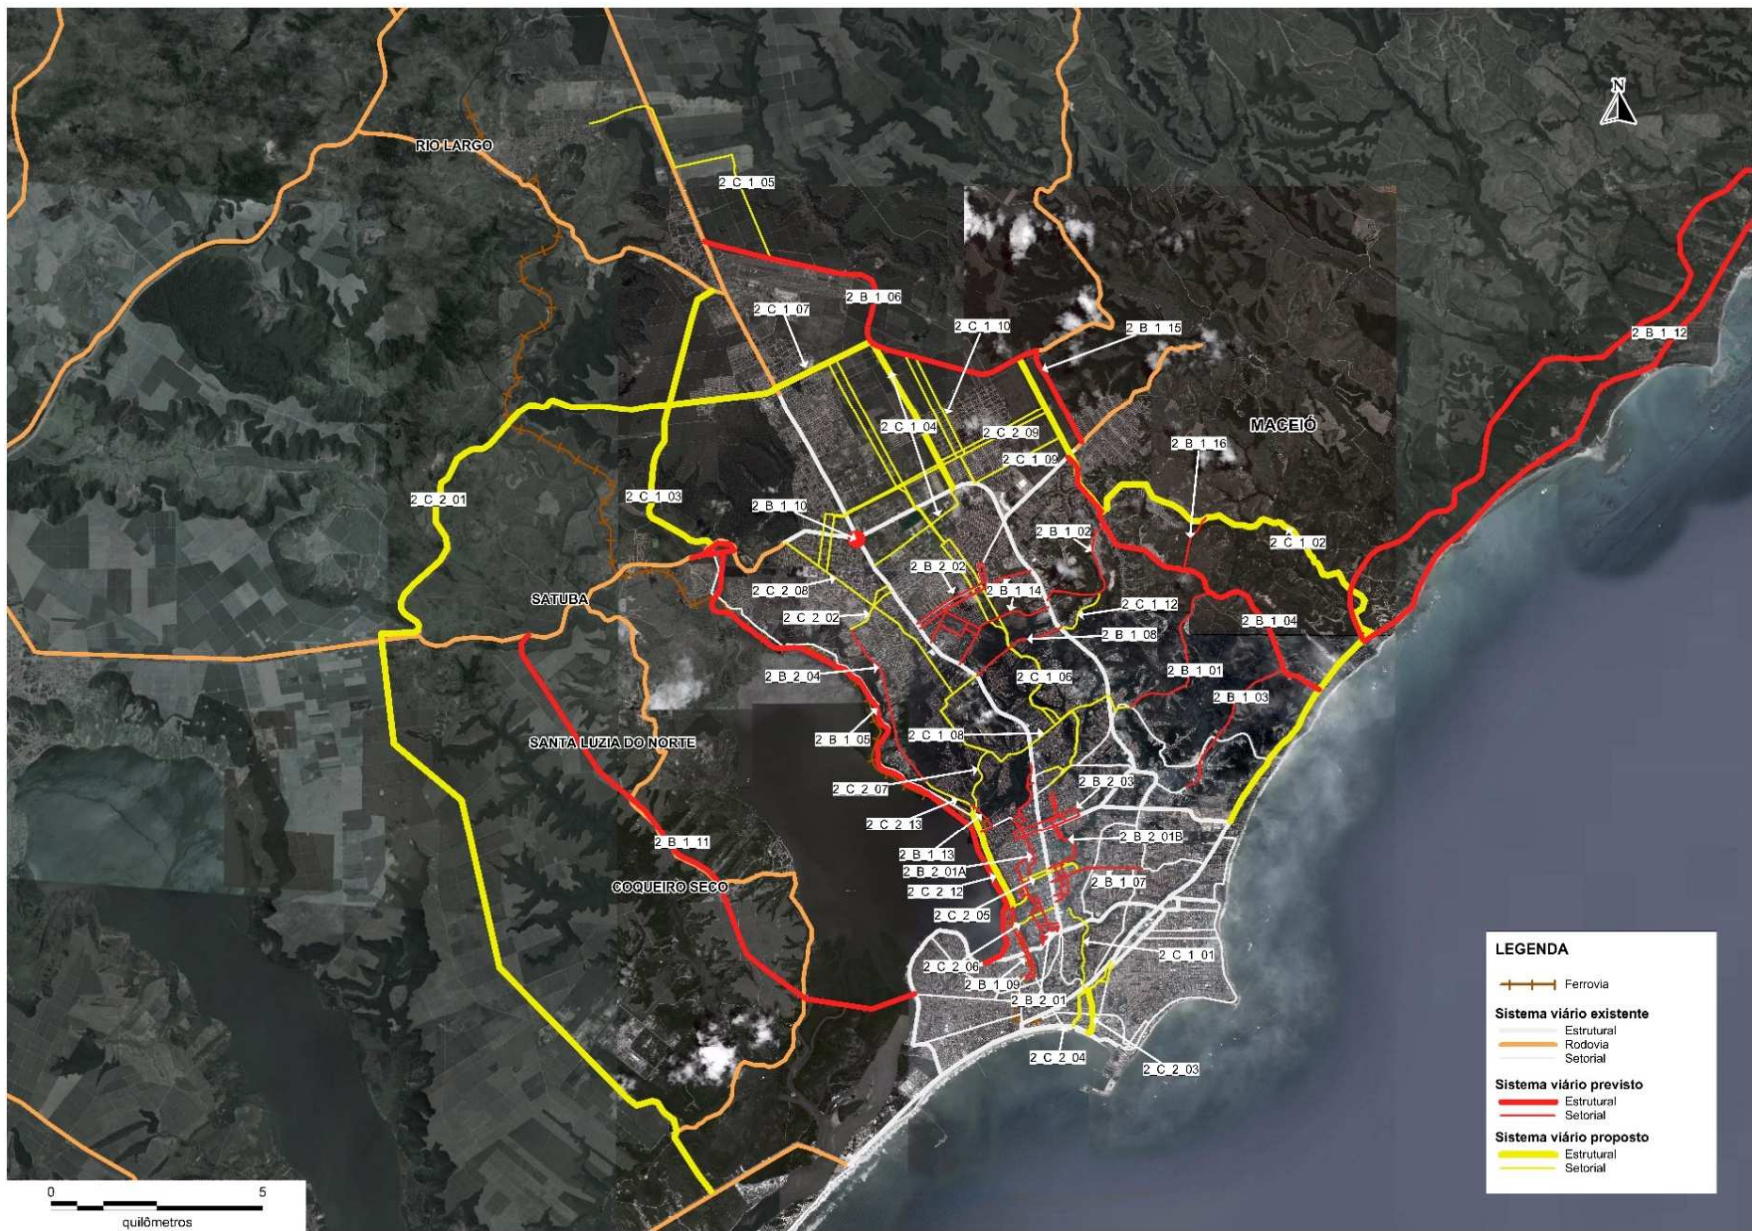 N
RIO LARGO
2_C_1_05
2_B_1_06
2_C_1_07
2_C_1_10
2_B_1_15
2_B_1_12
2_C_1_04
2_C_2_09
MACEIÓ
2_B_1_16
2_C_1_09
2_C_2_01
2_C_1_03
2_B_1_10
2_B_1_02
2_C_1_02
2_B_2_02
2_C_2_08
2_B_1_14
SATUBA
2_C_2_02
2_C_1_12
2_B_1_04
2_B_1_08
2_B_2_04
2_C_1_06
2_B_1_01
2_B_1_03
2_B_1_05
SANTA LUZIA DO NORTE
2_C_1_08
2_C_2_07
2_B_2_03
2_C_2_13
2_B_1_11
2_B_2_01B
2_B_1_13
2_B_2_01A
COQUEIRO SECO
2_C_2_12
2_B_1_07
2_C_2_05
2_C_2_06
2_C_1_01
2_B_1_09
2_B_2_01
2_C_2_04
2_C_2_03
LEGENDA
Ferrovia
Sistema viário existente
Estrutural
Rodovia
Setorial
Sistema viário previsto
Estrutural
Setorial
Sistema viário proposto
Estrutural
Setorial
0 5
quilômetros